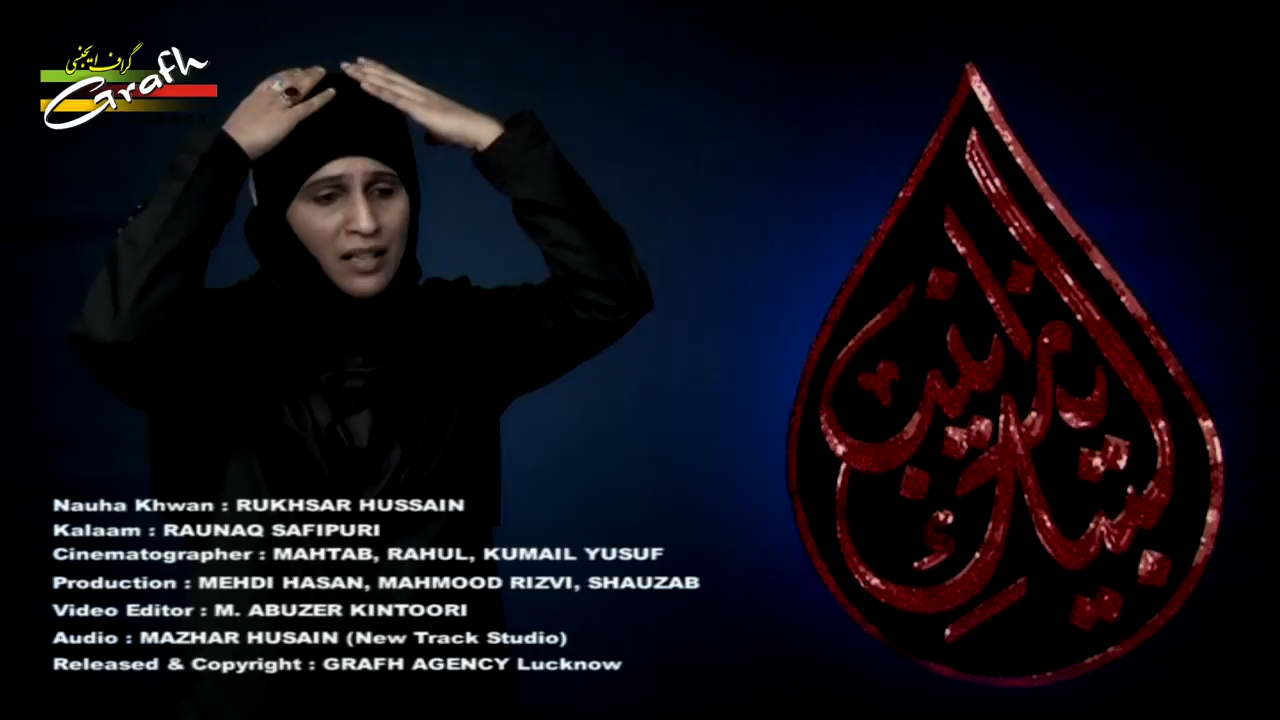 گراف ایجنسی
Grafh
لبیک یا زینب
Nauha Khwan : RUKHSAR HUSSAIN
Kalaam : RAUNAQ SAFIPURI
Cinematographer : MAHTAB, RAHUL, KUMAIL YUSUF
Production : MEHDI HASAN, MAHMOOD RIZVI, SHAUZAB
Video Editor : M. ABUZER KINTOORI
Audio : MAZHAR HUSAIN (New Track Studio)
Released & Copyright : GRAFH AGENCY Lucknow